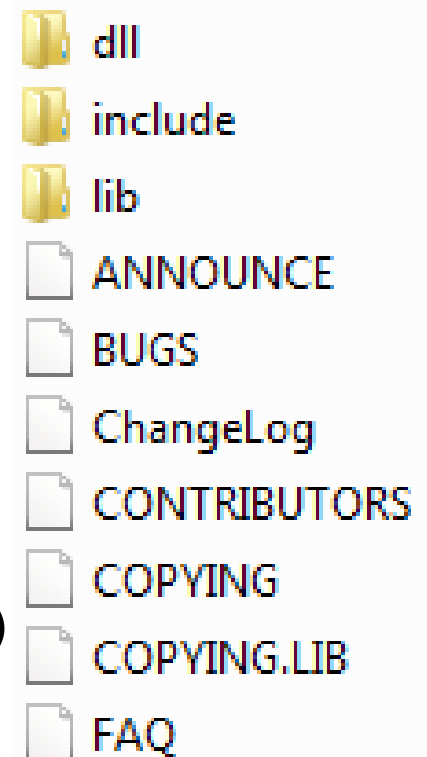 dll
include
lib
ANNOUNCE
BUGS
ChangeLog
CONTRIBUTORS
COPYING
COPYING.LIB
FAQ